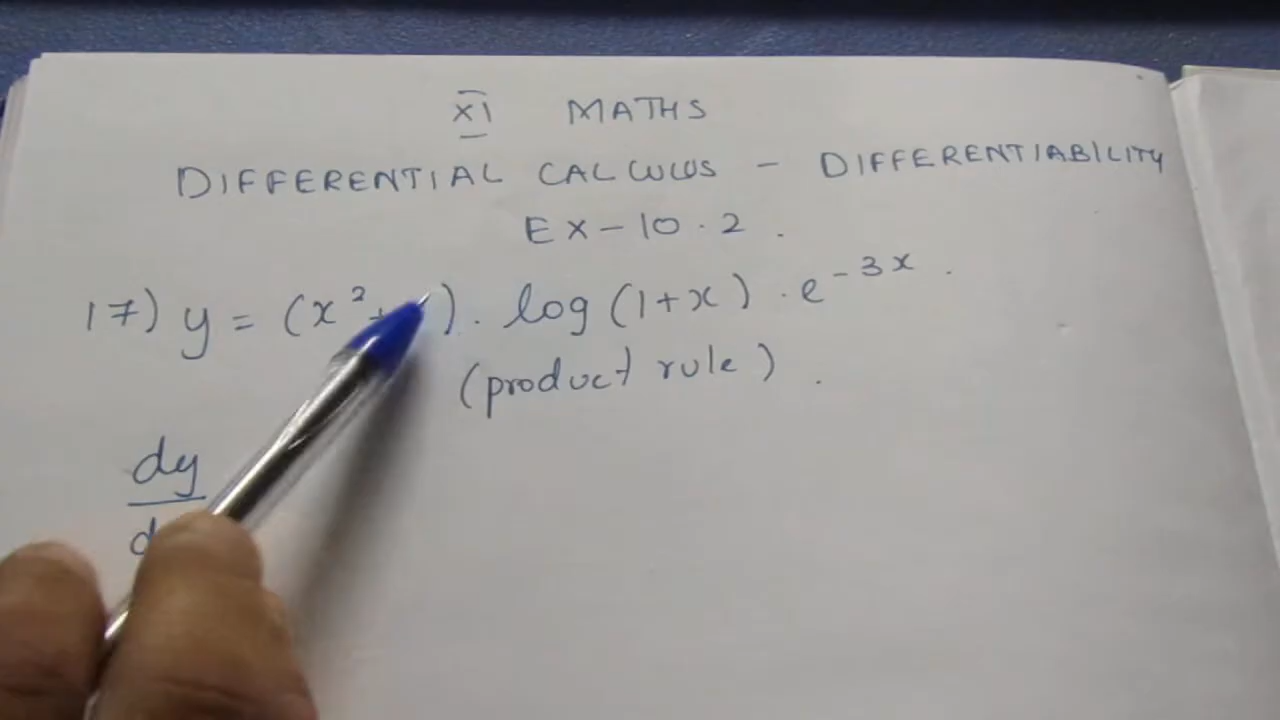 XI MATHS
DIFFERENTIAL CALCULUS - DIFFERENTIABILITY
EX-10.2.
17) y = (x² + ) . log (1+x) . e⁻³ˣ.
(product rule).
dy
d